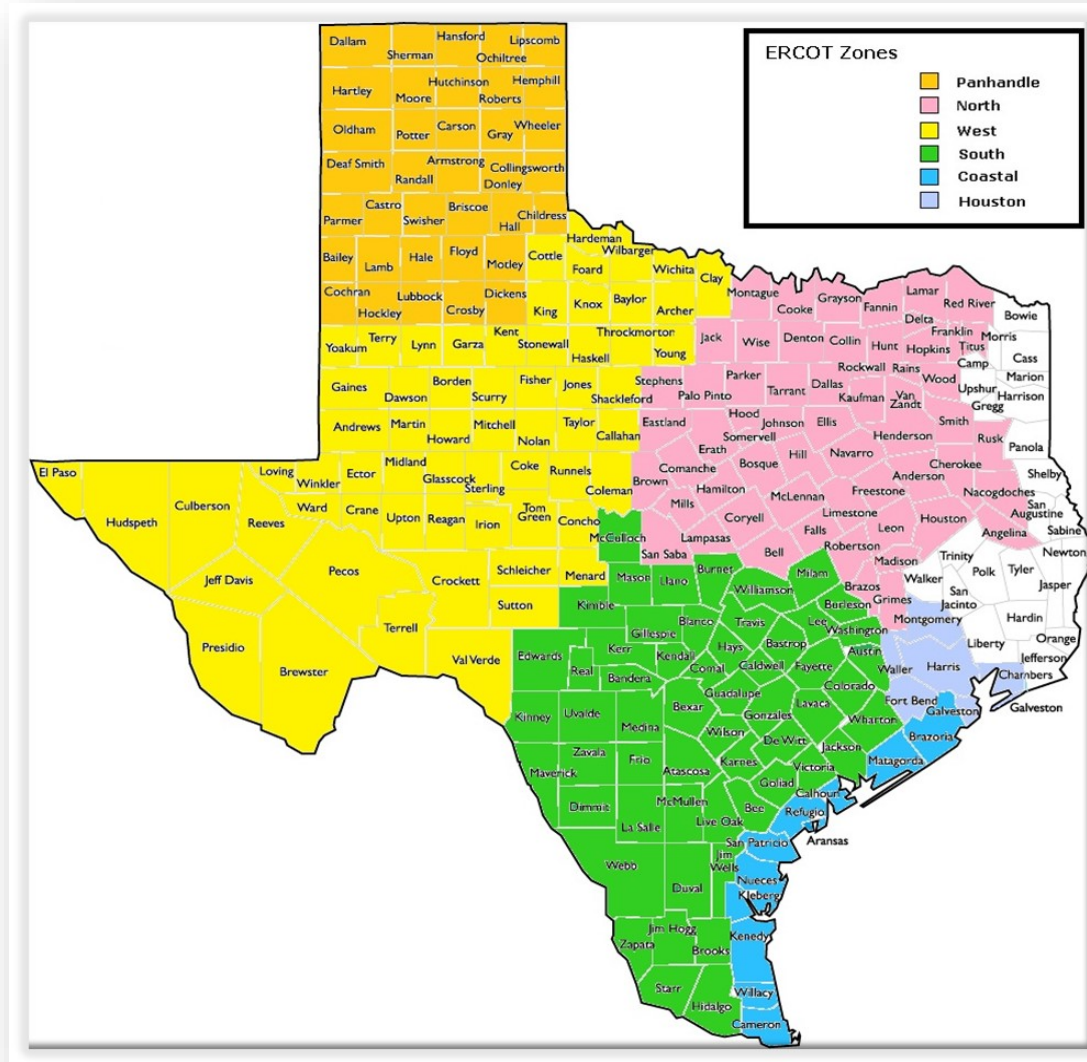 ERCOT Zones
Panhandle
North
West
South
Coastal
Houston
Dallam
Sherman
Hansford
Ochiltree
Lipscomb
Hartley
Moore
Hutchinson
Roberts
Hemphill
Oldham
Potter
Carson
Gray
Wheeler
Deaf Smith
Randall
Armstrong
Donley
Collingsworth
Parmer
Castro
Swisher
Briscoe
Hall
Childress
Bailey
Lamb
Hale
Floyd
Motley
Cottle
Hardeman
Foard
Wilbarger
Wichita
Clay
Cochran
Hockley
Lubbock
Crosby
Dickens
King
Knox
Baylor
Archer
Montague
Cooke
Grayson
Fannin
Lamar
Red River
Bowie
Delta
Yoakum
Terry
Lynn
Garza
Kent
Stonewall
Haskell
Throckmorton
Young
Jack
Wise
Denton
Collin
Hunt
Hopkins
Franklin
Titus
Morris
Camp
Cass
Gaines
Dawson
Borden
Scurry
Fisher
Jones
Shackleford
Stephens
Palo Pinto
Parker
Tarrant
Dallas
Rockwall
Rains
Kaufman
Van
Zandt
Wood
Upshur
Marion
Harrison
Gregg
Andrews
Martin
Howard
Mitchell
Nolan
Taylor
Callahan
Eastland
Erath
Hood
Somervell
Johnson
Ellis
Henderson
Smith
Rusk
Panola
El Paso
Hudspeth
Culberson
Reeves
Loving
Winkler
Ector
Midland
Glasscock
Sterling
Coke
Runnels
Coleman
Brown
Comanche
Bosque
Hill
Navarro
Anderson
Cherokee
Shelby
Ward
Crane
Upton
Reagan
Irion
Tom
Green
Concho
McCulloch
Mills
Hamilton
Coryell
McLennan
Limestone
Freestone
Leon
Houston
Nacogdoches
San
Augustine
Sabine
Angelina
Jeff Davis
Pecos
Crockett
Schleicher
Menard
San Saba
Lampasas
Bell
Falls
Robertson
Madison
Trinity
Polk
Tyler
Newton
Jasper
Presidio
Brewster
Terrell
Sutton
Val Verde
Kimble
Mason
Llano
Burnet
Williamson
Milam
Brazos
Burleson
Grimes
Walker
San
Jacinto
Hardin
Orange
Jefferson
Liberty
Montgomery
Edwards
Real
Kerr
Gillespie
Blanco
Travis
Lee
Washington
Bandera
Kendall
Comal
Hays
Caldwell
Bastrop
Fayette
Austin
Waller
Harris
Chambers
Kinney
Uvalde
Medina
Bexar
Guadalupe
Gonzales
Lavaca
Colorado
Wharton
Fort Bend
Galveston
Galveston
Brazoria
Maverick
Zavala
Frio
Atascosa
Wilson
Karnes
De Witt
Jackson
Matagorda
Dimmit
La Salle
McMullen
Live Oak
Bee
Goliad
Victoria
Calhoun
Refugio
Aransas
Webb
Duval
Jim
Wells
San Patricio
Nueces
Kleberg
Zapata
Jim Hogg
Brooks
Kenedy
Starr
Hidalgo
Willacy
Cameron